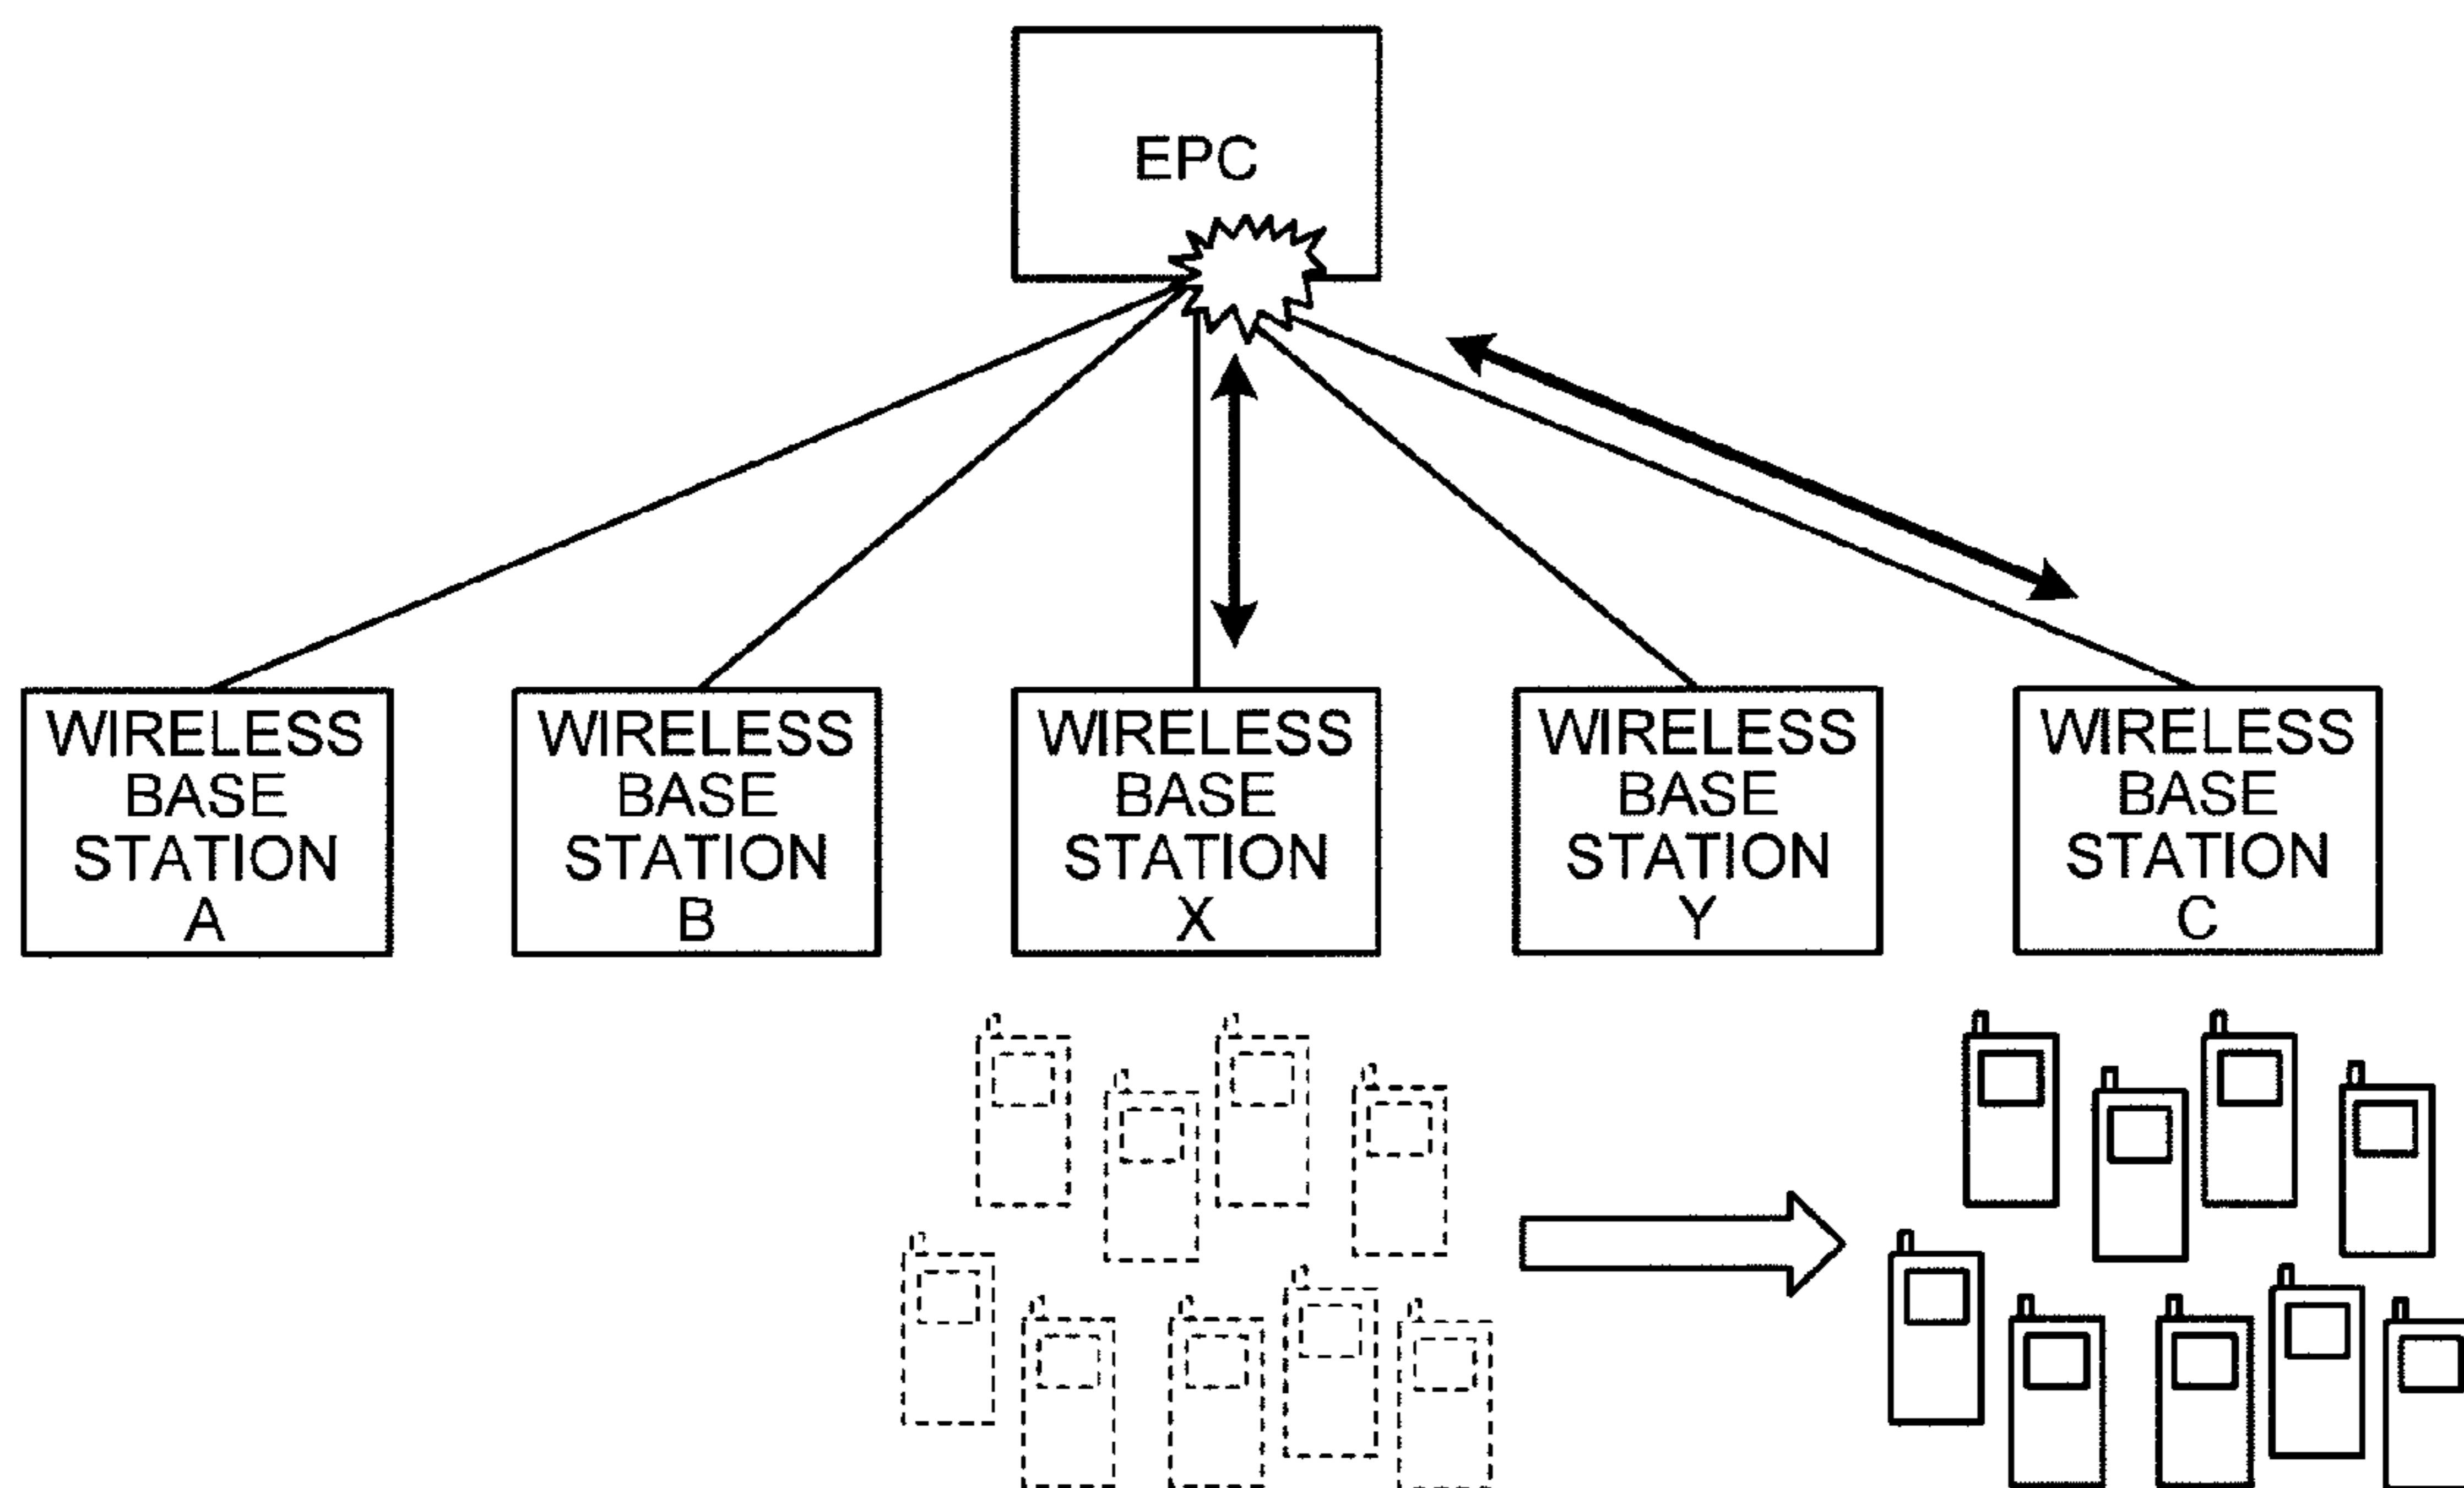 EPC
WIRELESS
BASE
STATION
A
WIRELESS
BASE
STATION
B
WIRELESS
BASE
STATION
X
WIRELESS
BASE
STATION
Y
WIRELESS
BASE
STATION
C